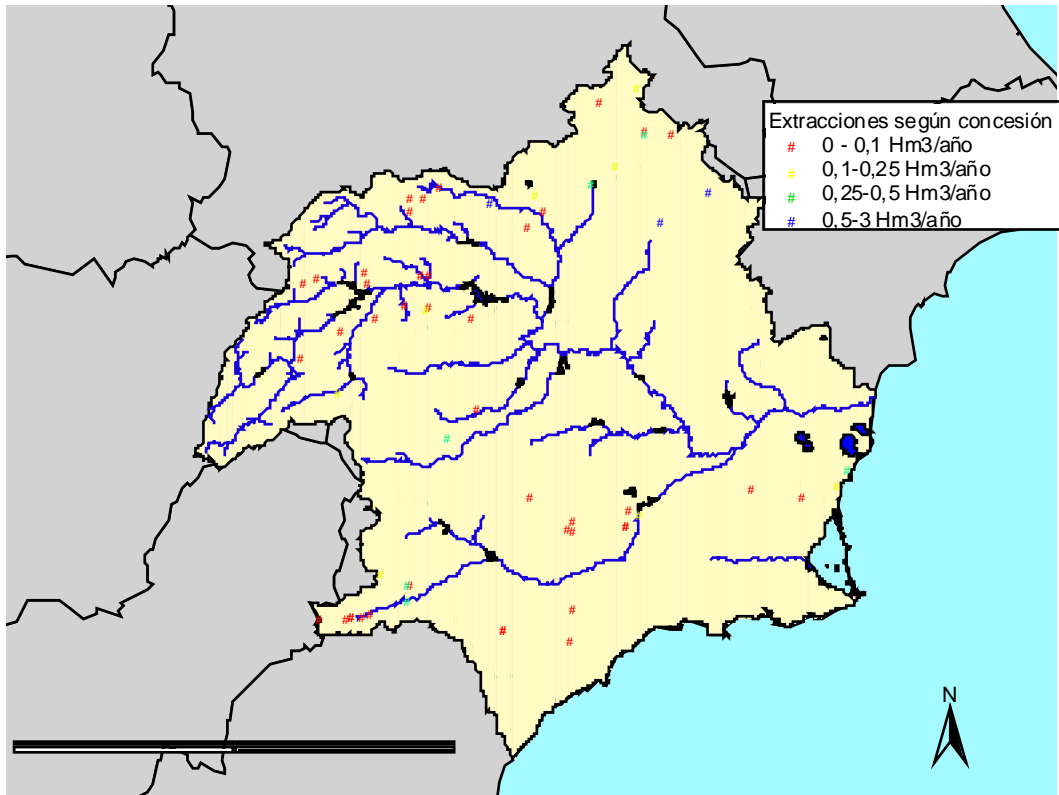 Extracciones según concesión
# 0 - 0,1 Hm3/año
# 0,1-0,25 Hm3/año
# 0,25-0,5 Hm3/año
# 0,5-3 Hm3/año
N